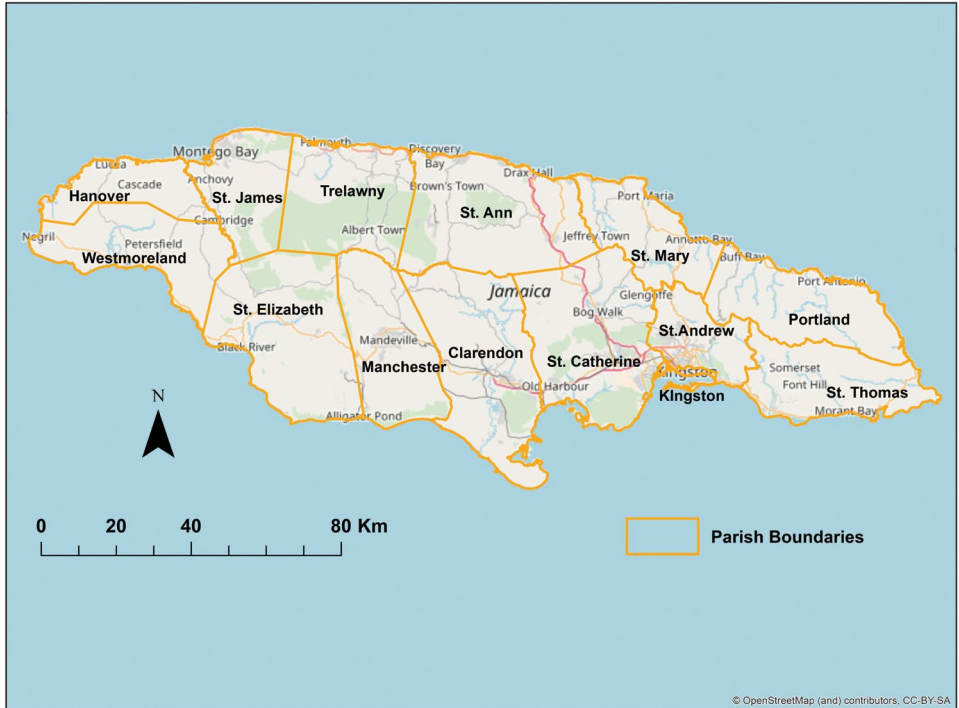 Montego Bay
Falmouth
Discovery
Bay
Lucea
Cascade
Anchovy
Hanover
St. James
Trelawny
Brown's Town
Drax Hall
St. Ann
Port Maria
Cambridge
Negril
Petersfield
Westmoreland
Albert Town
Jeffrey Town
Annotto Bay
St. Mary
Buff Bay
Port Antonio
Jamaica
Glengoffe
Bog Walk
St. Elizabeth
Portland
St.Andrew
Black River
Mandeville
Manchester
Clarendon
St. Catherine
Kingston
Somerset
Font Hill
St. Thomas
Old Harbour
KIngston
Morant Bay
Alligator Pond
N
0 20 40 80 Km
Parish Boundaries
© OpenStreetMap (and) contributors, CC-BY-SA